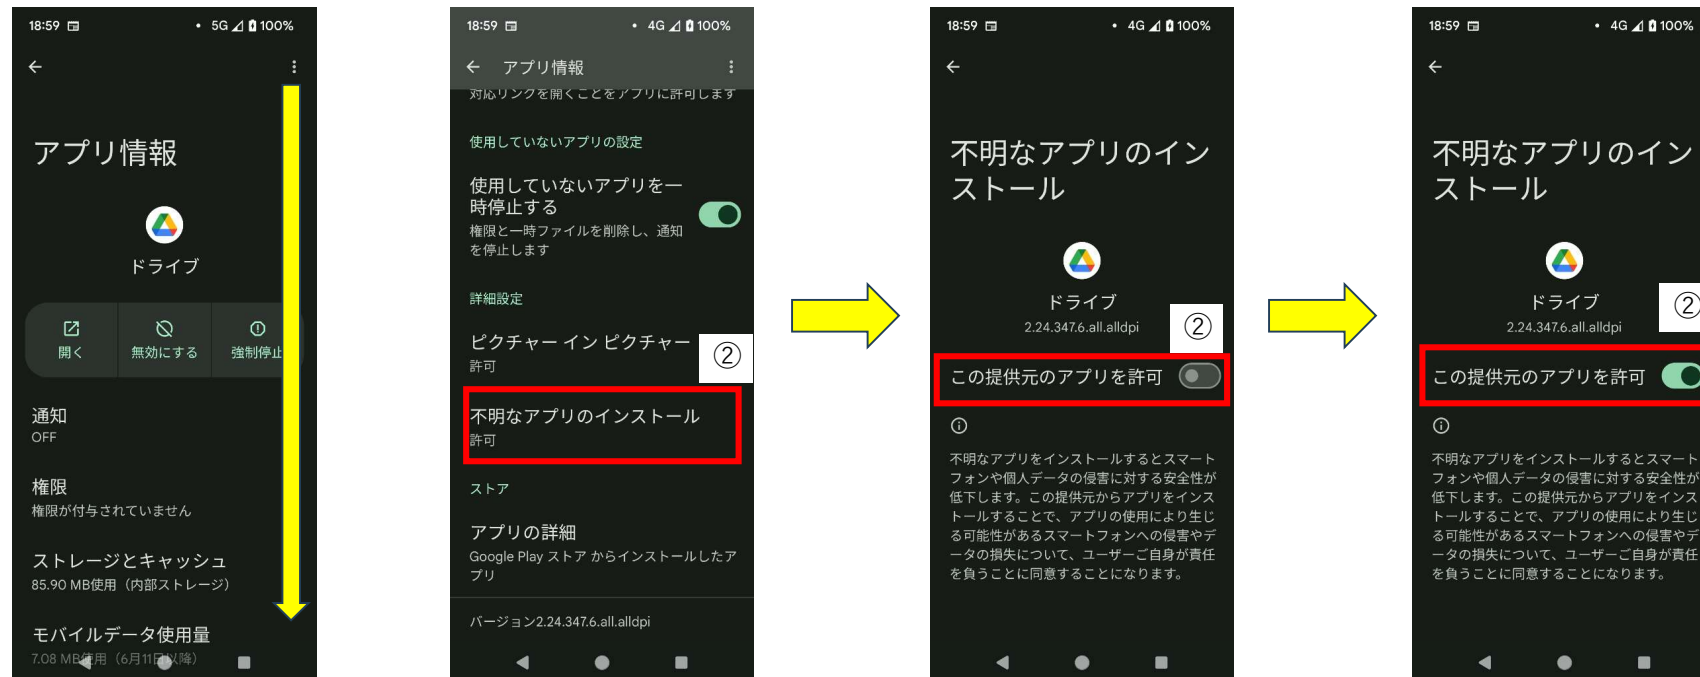 18:59
5G 100%
アプリ情報
ドライブ
開く
無効にする
強制停止
通知
OFF
権限
権限が付与されていません
ストレージとキャッシュ
85.90 MB使用（内部ストレージ）
モバイルデータ使用量
7.08 MB使用（6月11日以降）
18:59
4G 100%
アプリ情報
対応リンクを開くことをアプリに許可します
使用していないアプリの設定
使用していないアプリを一
時停止する
権限と一時ファイルを削除し、通知
を停止します
詳細設定
ピクチャー イン ピクチャー
許可
②
不明なアプリのインストール
許可
ストア
アプリの詳細
Google Play ストア からインストールしたア
プリ
バージョン2.24.347.6.all.alldpi
18:59
4G 100%
不明なアプリのイン
ストール
ドライブ
2.24.347.6.all.alldpi
②
この提供元のアプリを許可
不明なアプリをインストールするとスマート
フォンや個人データの侵害に対する安全性が
低下します。この提供元からアプリをインス
トールすることで、アプリの使用により生じ
る可能性があるスマートフォンへの侵害やデ
ータの損失について、ユーザーご自身が責任
を負うことに同意することになります。
18:59
4G 100%
不明なアプリのイン
ストール
ドライブ
2.24.347.6.all.alldpi
②
この提供元のアプリを許可
不明なアプリをインストールするとスマート
フォンや個人データの侵害に対する安全性が
低下します。この提供元からアプリをインス
トールすることで、アプリの使用により生じ
る可能性があるスマートフォンへの侵害やデ
ータの損失について、ユーザーご自身が責任
を負うことに同意することになります。